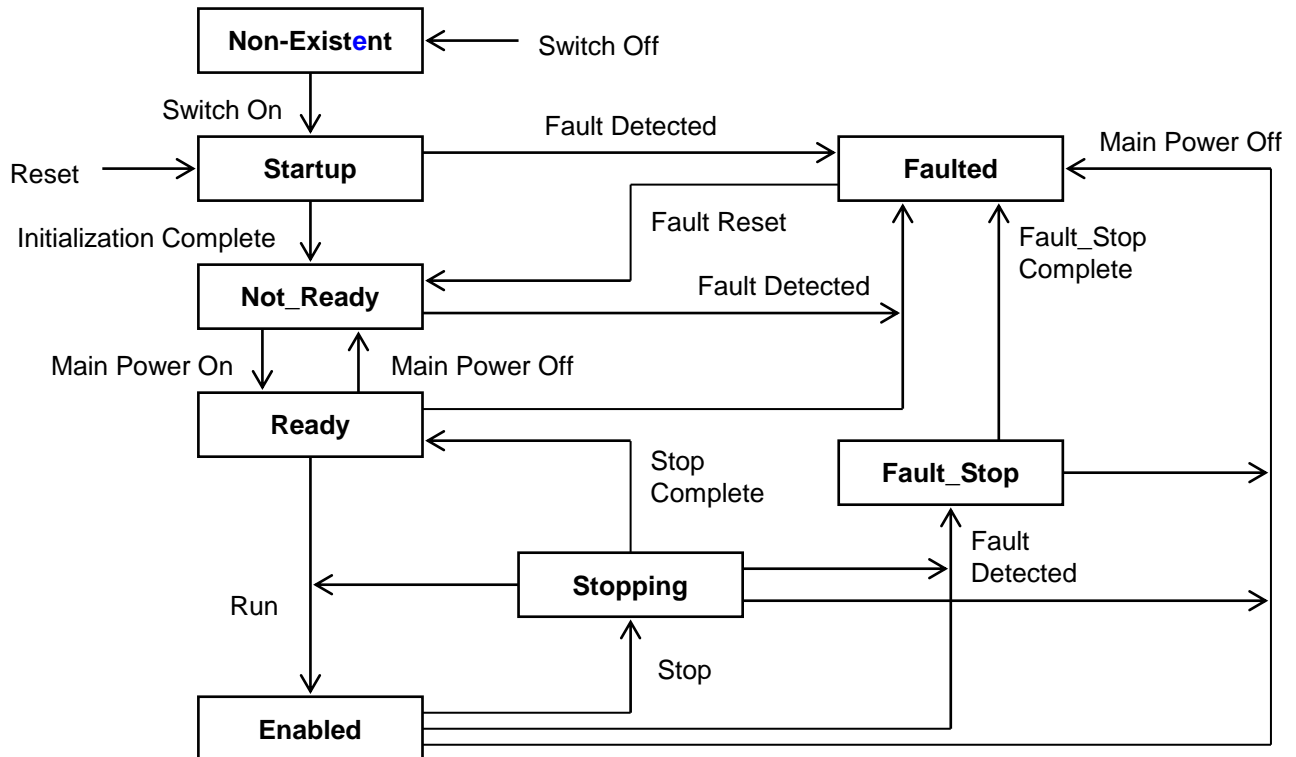 Non-Existent
Switch Off
Switch On
Fault Detected
Main Power Off
Startup
Faulted
Reset
Fault Reset
Fault_Stop
Complete
Initialization Complete
Not_Ready
Fault Detected
Main Power On
Main Power Off
Ready
Stop
Complete
Fault_Stop
Fault
Detected
Stopping
Run
Stop
Enabled